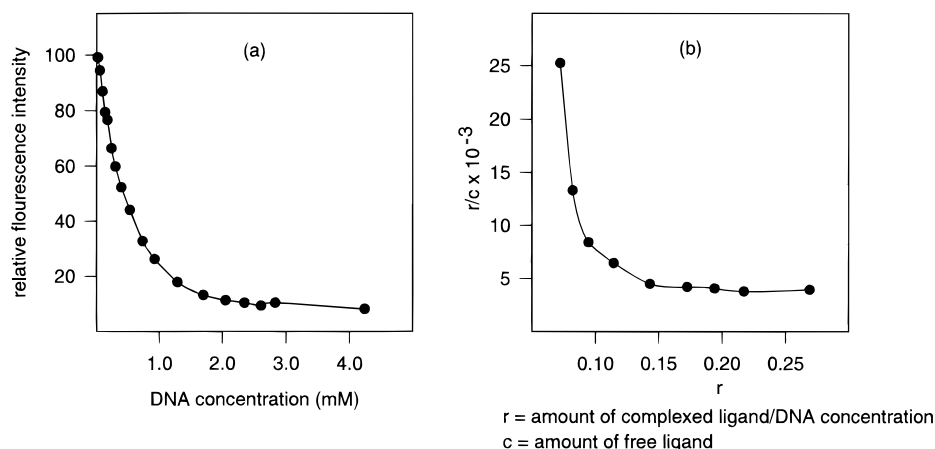 (a)
relative flourescence intensity
100
80
60
40
20
1.0 2.0 3.0 4.0
DNA concentration (mM)
(b)
r/c x 10⁻³
25
20
15
10
5
0.10 0.15 0.20 0.25
r
r = amount of complexed ligand/DNA concentration
c = amount of free ligand